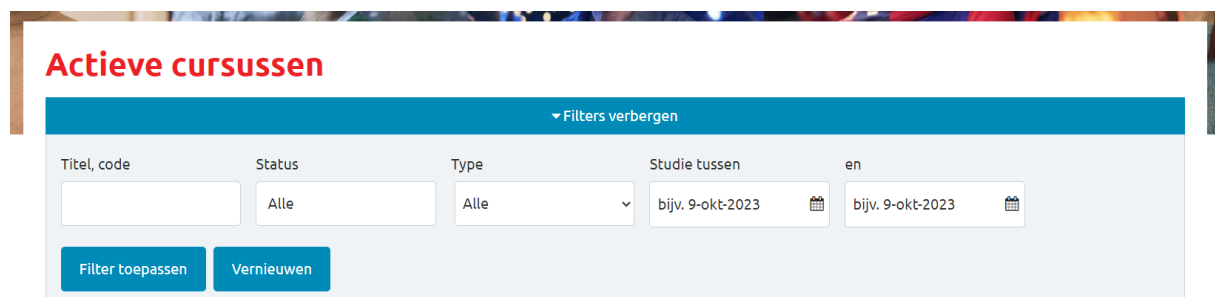 Actieve cursussen
Filters verbergen
Titel, code Status Type Studie tussen en
Alle Alle bijv. 9-okt-2023 bijv. 9-okt-2023
Filter toepassen Vernieuwen